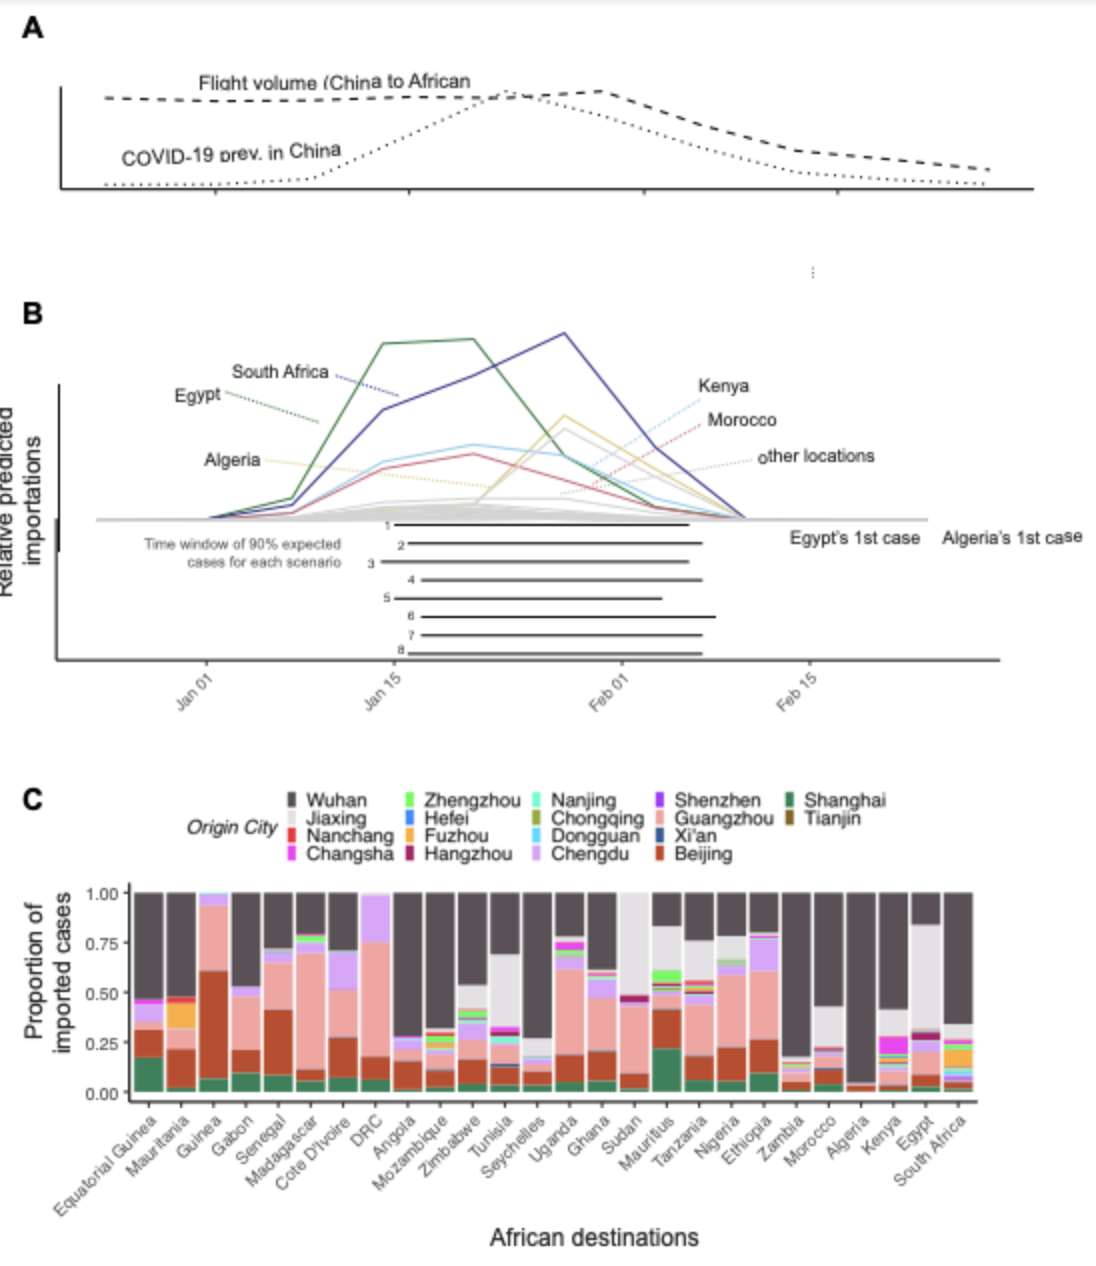 A
Flight volume (China to African
COVID-19 prev. in China
B
Relative predicted
importations
South Africa
Egypt
Algeria
Kenya
Morocco
other locations
Time window of 90% expected
cases for each scenario
1
2
3
4
5
6
7
8
Egypt's 1st case
Algeria's 1st case
Jan 01
Jan 15
Feb 01
Feb 15
C
Origin City
Wuhan
Jiaxing
Nanchang
Changsha
Zhengzhou
Hefei
Fuzhou
Hangzhou
Nanjing
Chongqing
Dongguan
Chengdu
Shenzhen
Guangzhou
Xi'an
Beijing
Shanghai
Tianjin
Proportion of
imported cases
1.00
0.75
0.50
0.25
0.00
Equatorial Guinea
Mauritania
Guinea
Gabon
Senegal
Madagascar
Cote D'Ivoire
DRC
Angola
Mozambique
Zimbabwe
Tunisia
Seychelles
Uganda
Ghana
Sudan
Mauritius
Tanzania
Nigeria
Ethiopia
Zambia
Morocco
Algeria
Kenya
Egypt
South Africa
African destinations